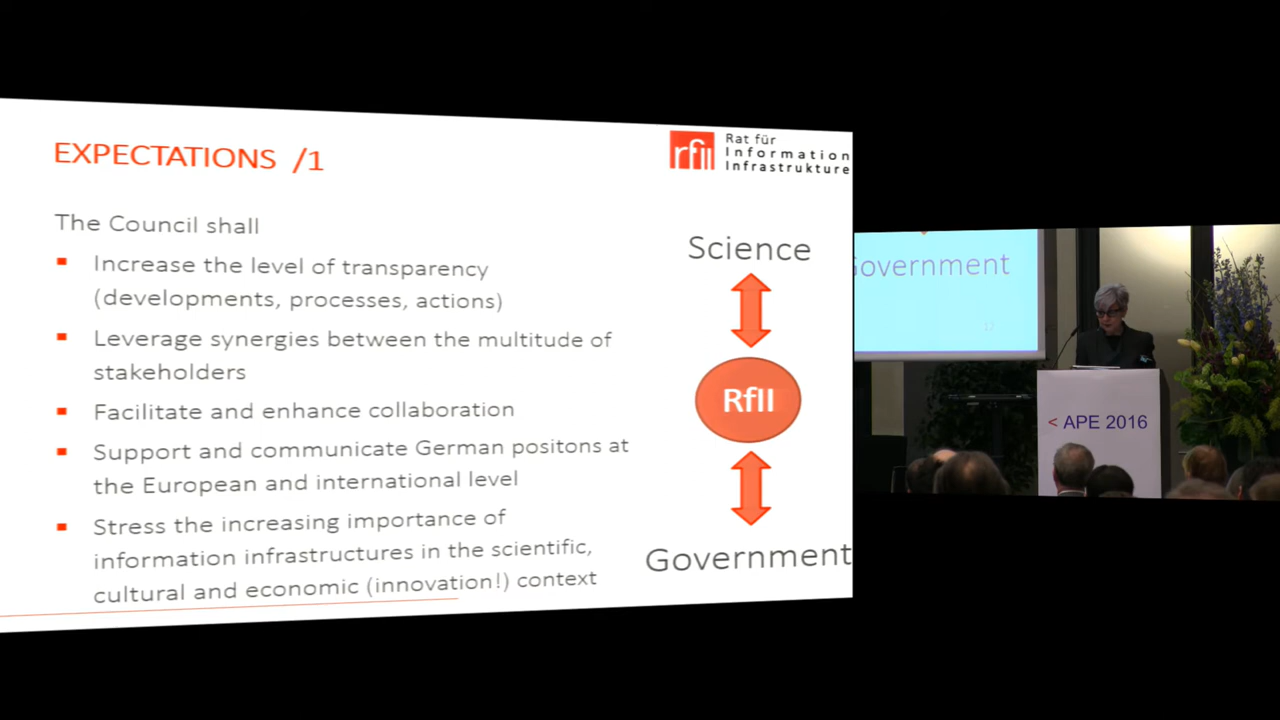 EXPECTATIONS /1
rfii
Rat für
Information
Infrastrukture
The Council shall
Increase the level of transparency
(developments, processes, actions)
Leverage synergies between the multitude of
stakeholders
Facilitate and enhance collaboration
Support and communicate German positons at
the European and international level
Stress the increasing importance of
information infrastructures in the scientific,
cultural and economic (innovation!) context
Science
RfII
Government
Government
17
< APE 2016